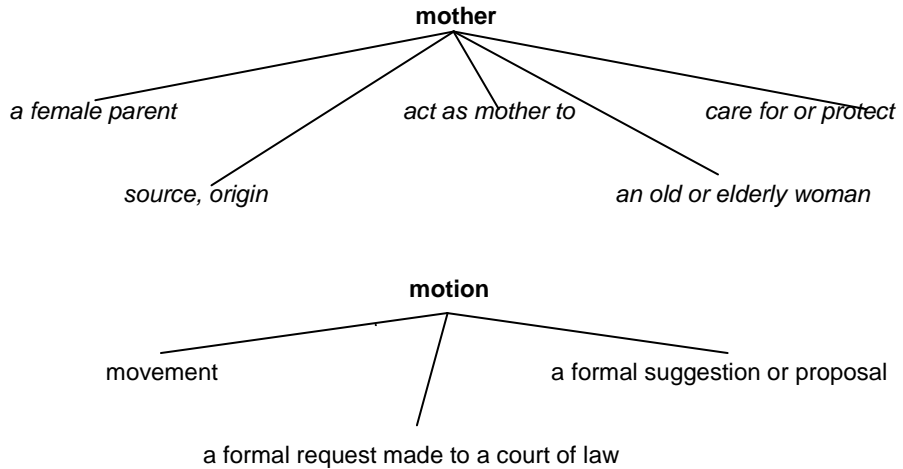 mother
a female parent
act as mother to
care for or protect
source, origin
an old or elderly woman
motion
movement
a formal suggestion or proposal
a formal request made to a court of law